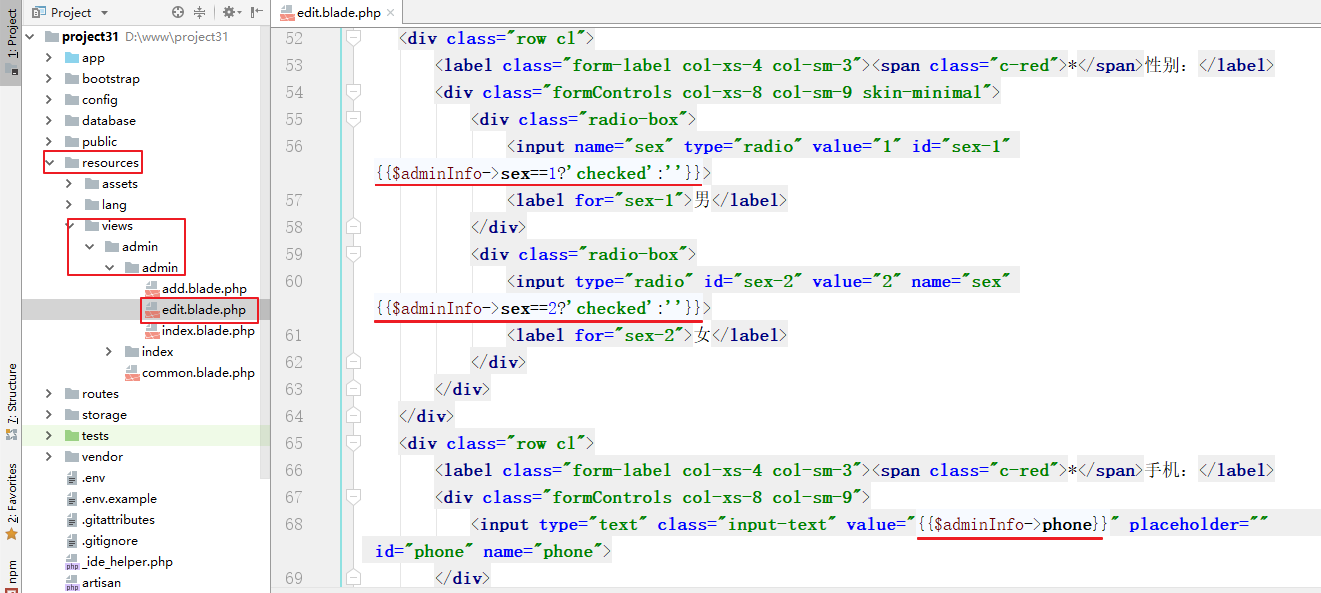 1: Project
7: Structure
2: Favorites
npm
Project
project31 D:\www\project31
app
bootstrap
config
database
public
resources
assets
lang
views
admin
admin
add.blade.php
edit.blade.php
index.blade.php
index
common.blade.php
routes
storage
tests
vendor
.env
.env.example
.gitattributes
.gitignore
_ide_helper.php
artisan
edit.blade.php
52 <div class="row cl">
53 <label class="form-label col-xs-4 col-sm-3"><span class="c-red">*</span>性别：</label>
54 <div class="formControls col-xs-8 col-sm-9 skin-minimal">
55 <div class="radio-box">
56 <input name="sex" type="radio" value="1" id="sex-1"
{{$adminInfo->sex==1?'checked':''}}>
57 <label for="sex-1">男</label>
58 </div>
59 <div class="radio-box">
60 <input type="radio" id="sex-2" value="2" name="sex"
{{$adminInfo->sex==2?'checked':''}}>
61 <label for="sex-2">女</label>
62 </div>
63 </div>
64 </div>
65 <div class="row cl">
66 <label class="form-label col-xs-4 col-sm-3"><span class="c-red">*</span>手机：</label>
67 <div class="formControls col-xs-8 col-sm-9">
68 <input type="text" class="input-text" value="{{$adminInfo->phone}}" placeholder=""
id="phone" name="phone">
69 </div>